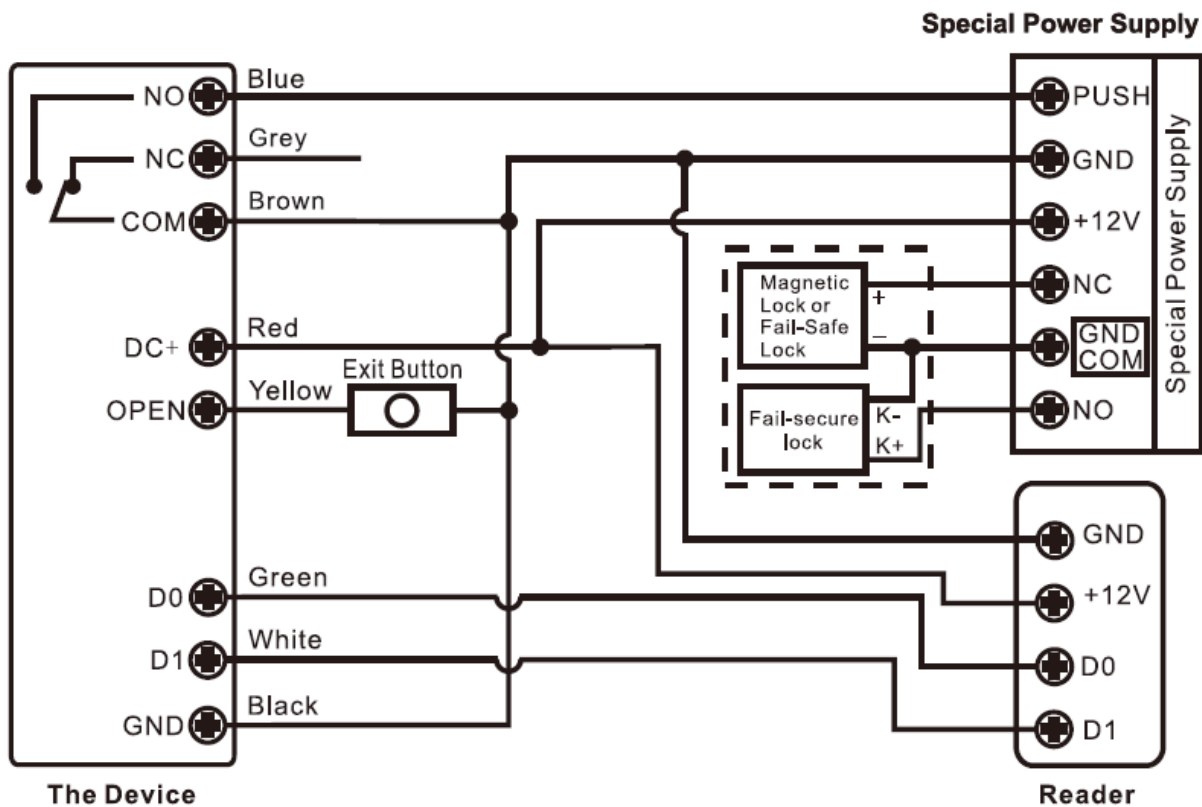 Special Power Supply
NO
Blue
NC
Grey
COM
Brown
DC+
Red
OPEN
Yellow
Exit Button
D0
Green
D1
White
GND
Black
The Device
Magnetic
Lock or
Fail-Safe
Lock
+
−
Fail-secure
lock
K-
K+
PUSH
GND
+12V
NC
GND
COM
NO
Special Power Supply
GND
+12V
D0
D1
Reader